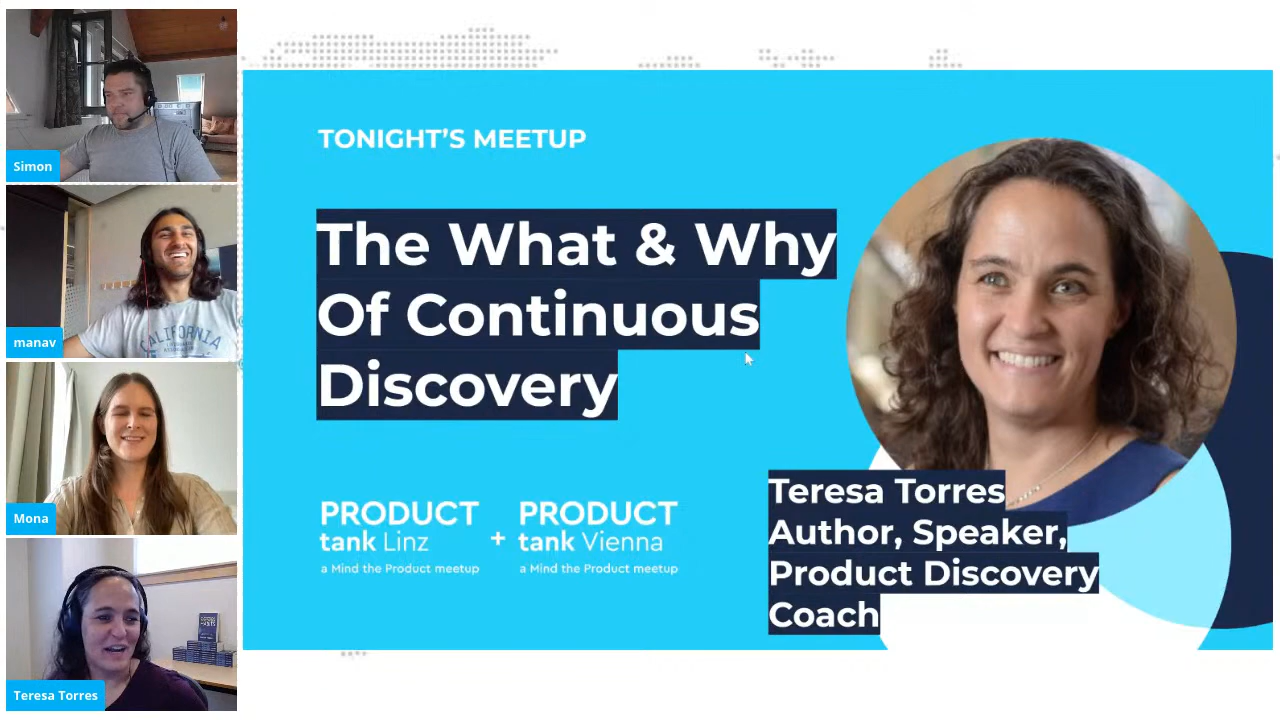 Simon
manav
CALIFORNIA
Mona
Teresa Torres
TONIGHT'S MEETUP
The What & Why
Of Continuous
Discovery
PRODUCT
tank Linz
a Mind the Product meetup
+
PRODUCT
tank Vienna
a Mind the Product meetup
Teresa Torres
Author, Speaker,
Product Discovery
Coach